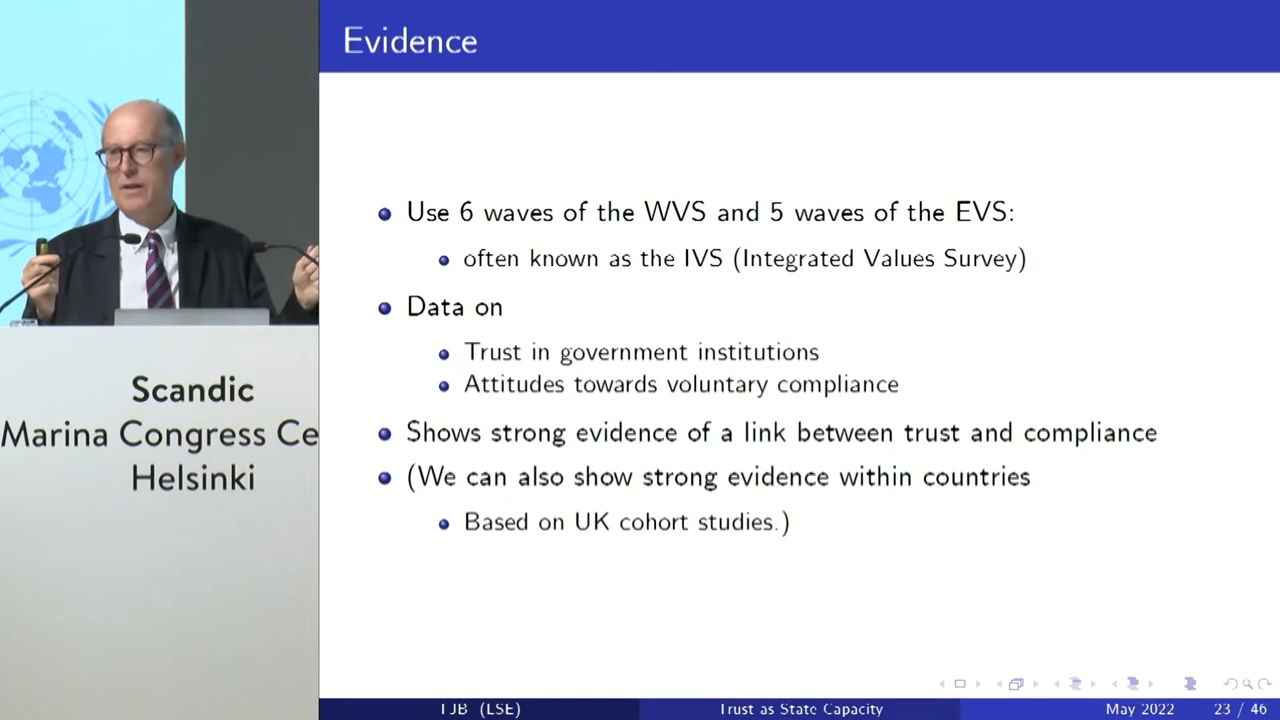 Evidence
Use 6 waves of the WVS and 5 waves of the EVS:
often known as the IVS (Integrated Values Survey)
Data on
Trust in government institutions
Attitudes towards voluntary compliance
Shows strong evidence of a link between trust and compliance
(We can also show strong evidence within countries
Based on UK cohort studies.)
TJB (LSE)
Trust as State Capacity
May 2022
23 / 46
Scandic
Marina Congress Ce
Helsinki